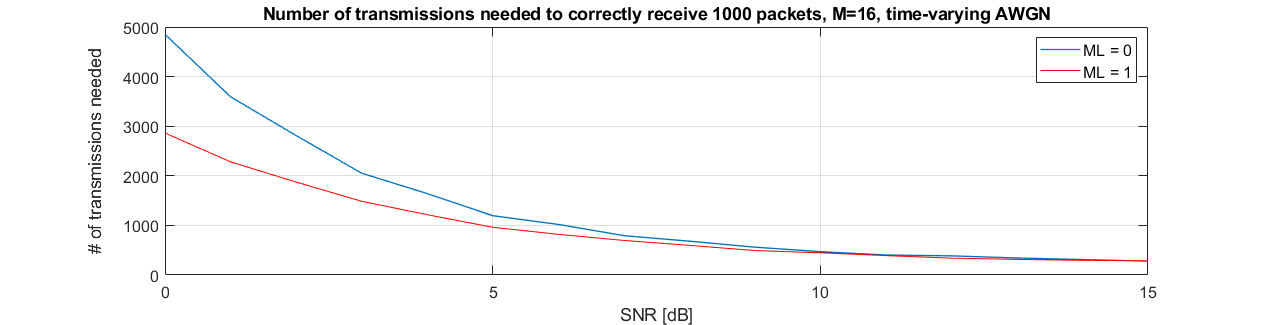 Number of transmissions needed to correctly receive 1000 packets, M=16, time-varying AWGN
# of transmissions needed
5000
4000
3000
2000
1000
0
ML = 0
ML = 1
0
5
10
15
SNR [dB]